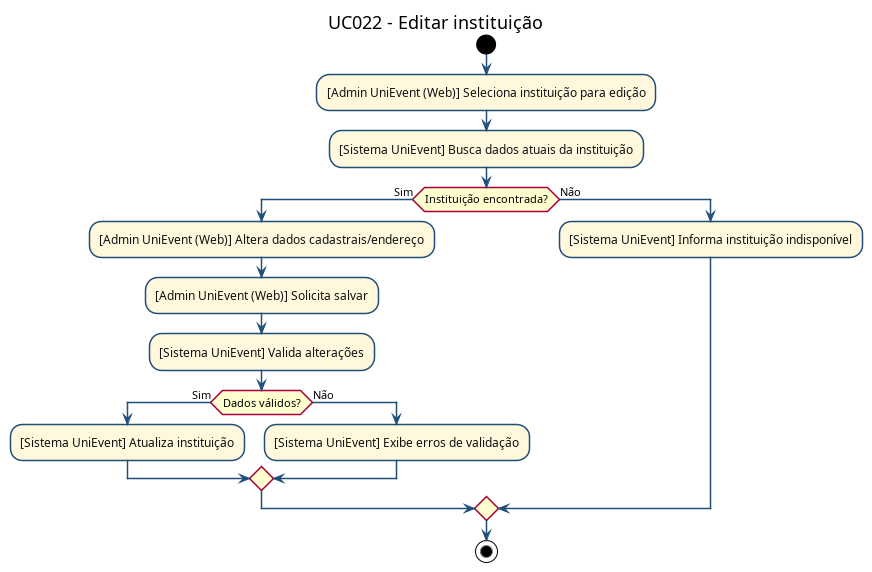 UC022 - Editar instituição
[Admin UniEvent (Web)] Seleciona instituição para edição
[Sistema UniEvent] Busca dados atuais da instituição
Sim
Instituição encontrada?
Não
[Admin UniEvent (Web)] Altera dados cadastrais/endereço
[Sistema UniEvent] Informa instituição indisponível
[Admin UniEvent (Web)] Solicita salvar
[Sistema UniEvent] Valida alterações
Sim
Dados válidos?
Não
[Sistema UniEvent] Atualiza instituição
[Sistema UniEvent] Exibe erros de validação